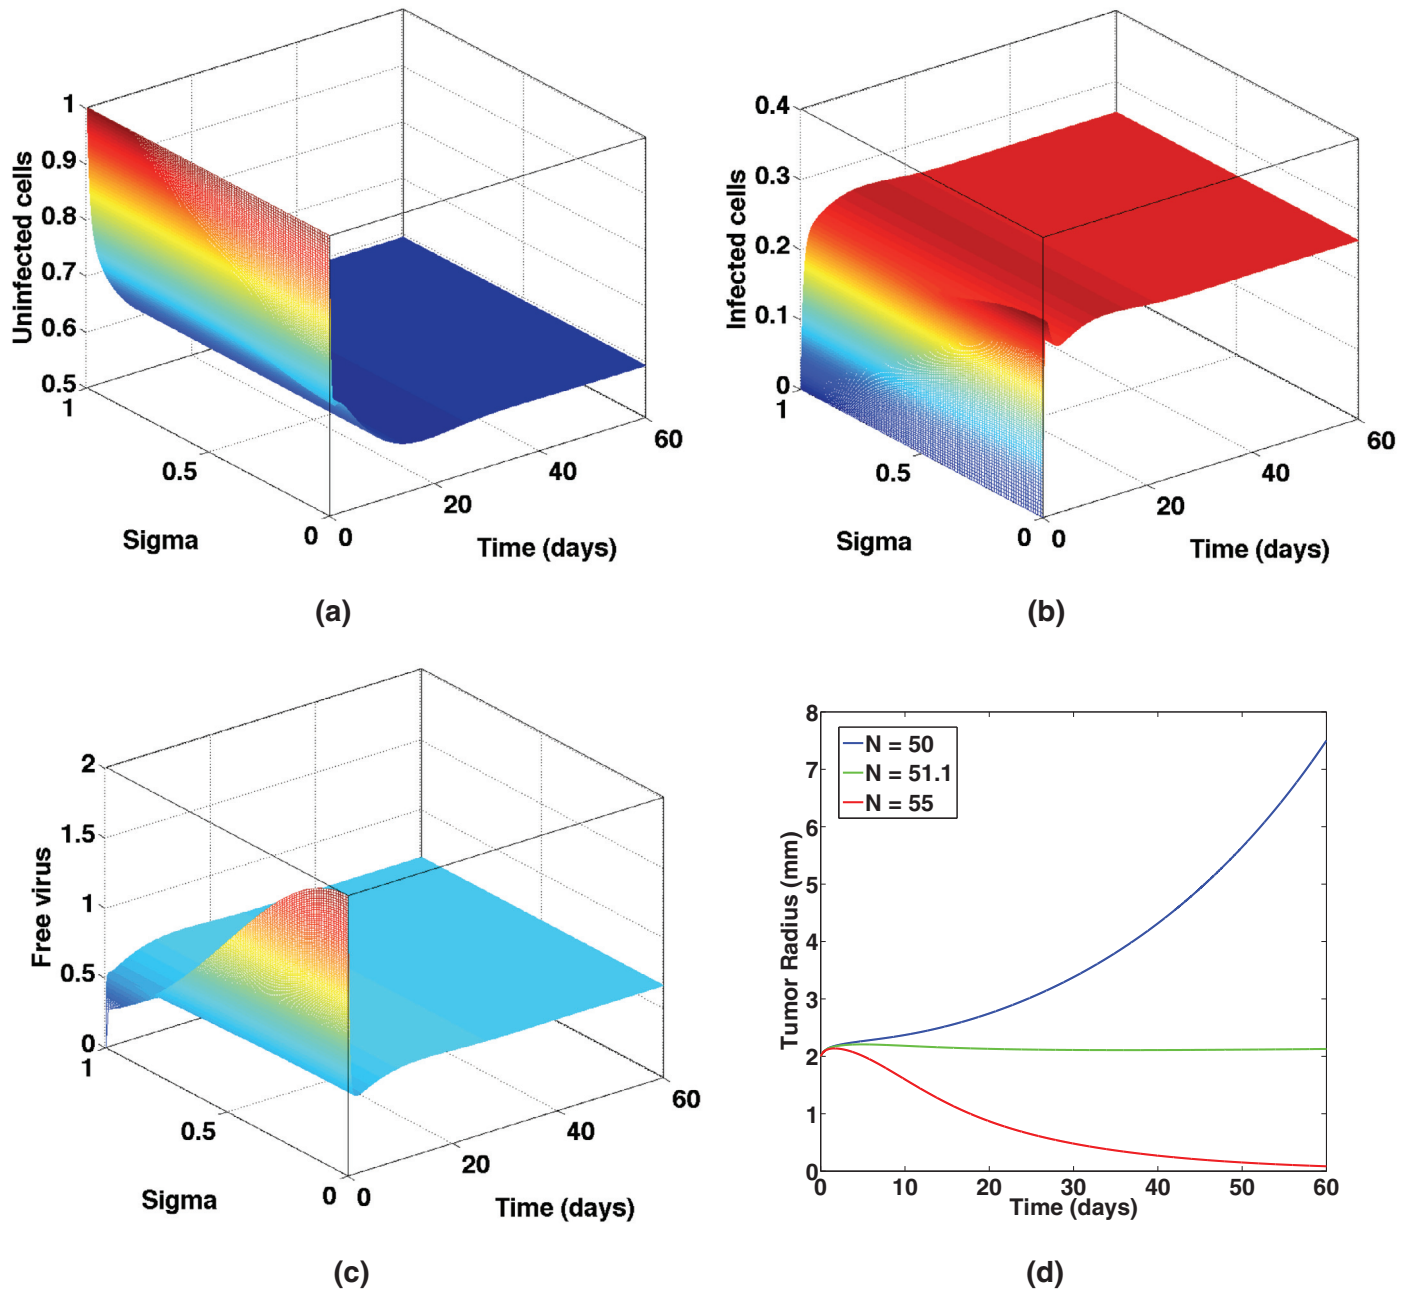 1
0.9
0.8
0.7
0.6
0.5
Uninfected cells
1
0.5
0
Sigma
0
20
40
60
Time (days)
(a)
0.4
0.3
0.2
0.1
0
Infected cells
1
0.5
0
Sigma
0
20
40
60
Time (days)
(b)
2
1.5
1
0.5
0
Free virus
1
0.5
0
Sigma
0
20
40
60
Time (days)
(c)
8
7
6
5
4
3
2
1
0
Tumor Radius (mm)
N = 50
N = 51.1
N = 55
0 10 20 30 40 50 60
Time (days)
(d)